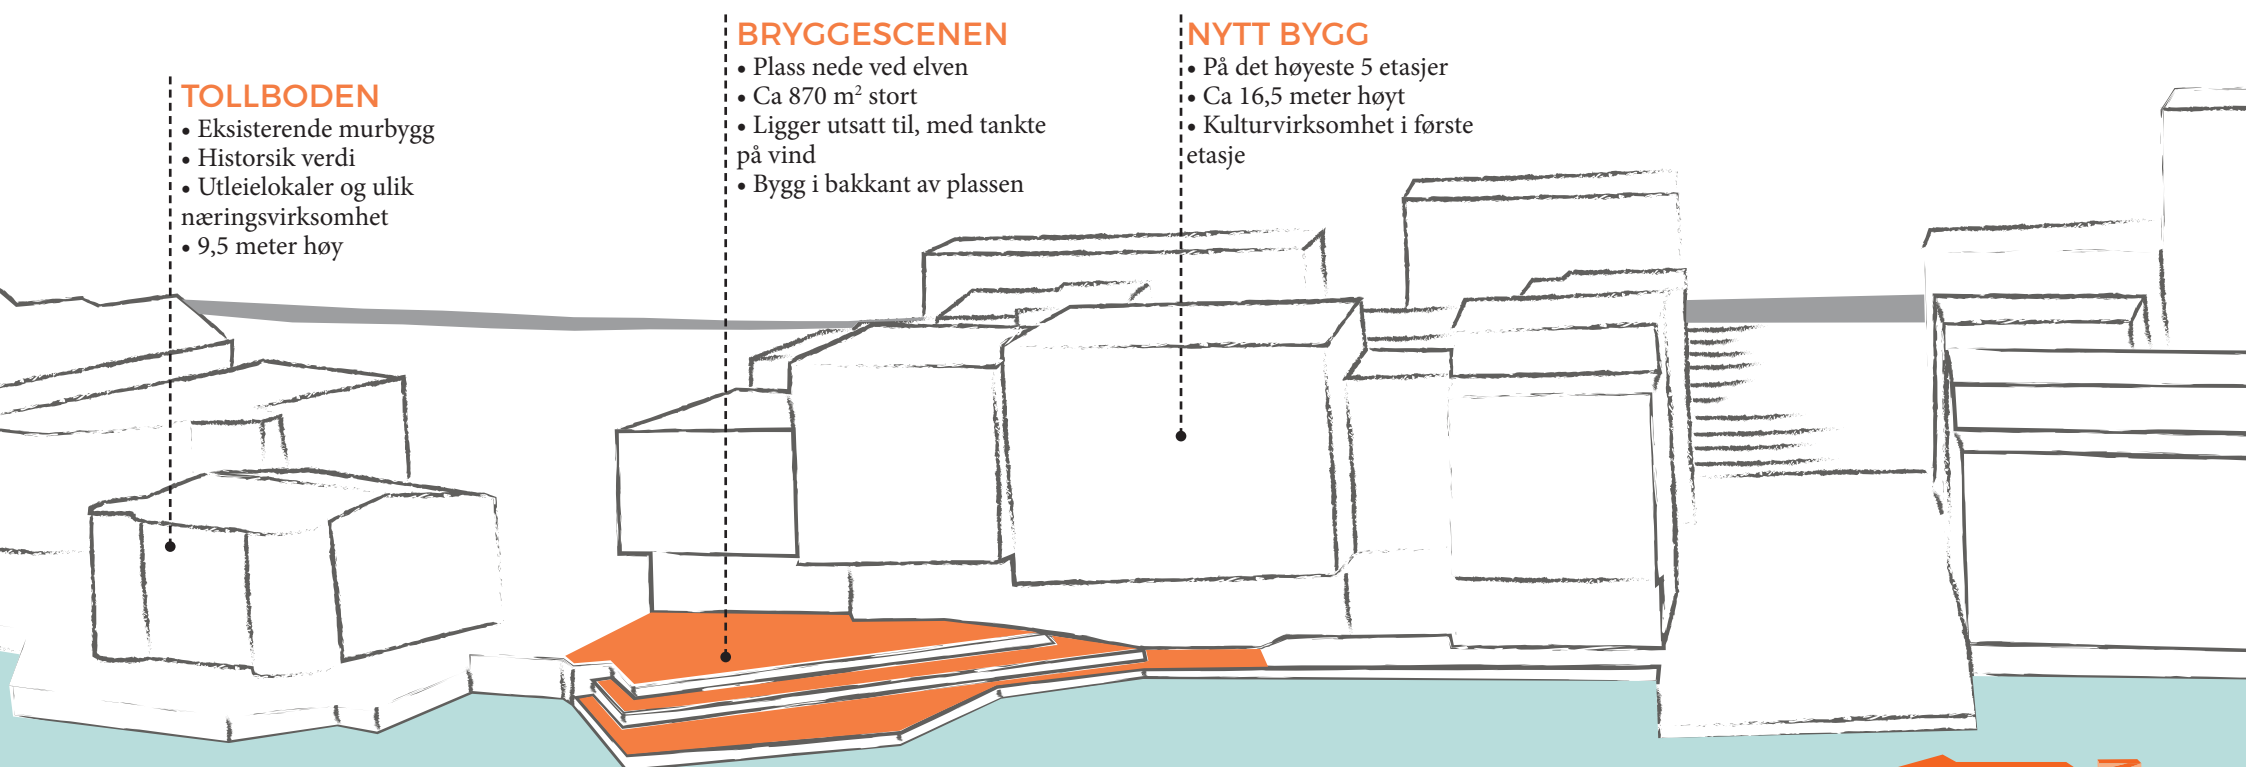 TOLLBODEN
• Eksisterende murbygg
• Historsik verdi
• Utleielokaler og ulik
næringsvirksomhet
• 9,5 meter høy
BRYGGESCENEN
• Plass nede ved elven
• Ca 870 m² stort
• Ligger utsatt til, med tankte
på vind
• Bygg i bakkant av plassen
NYTT BYGG
• På det høyeste 5 etasjer
• Ca 16,5 meter høyt
• Kulturvirksomhet i første
etasje